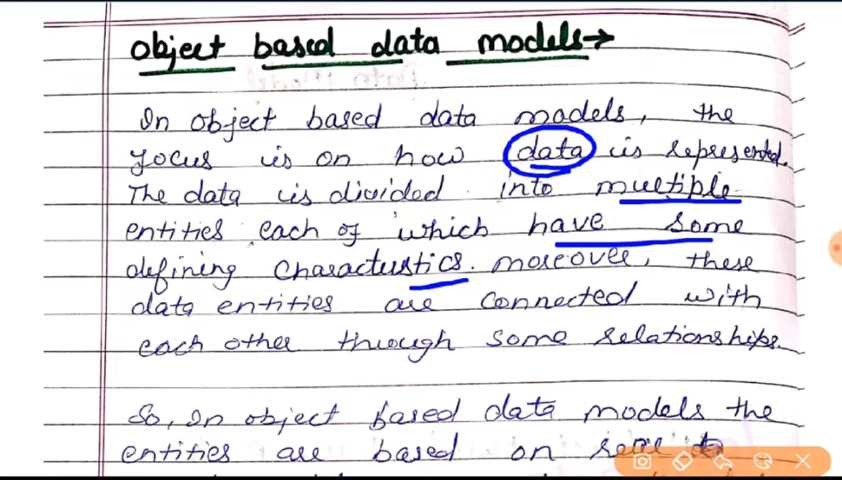 object based data models→
In object based data models, the
focus is on how data is represented.
The data is divided into multiple
entities each of which have some
defining characteristics. moreover, these
data entities are connected with
each other through some relationships.
So, In object based data models the
entities are based on real